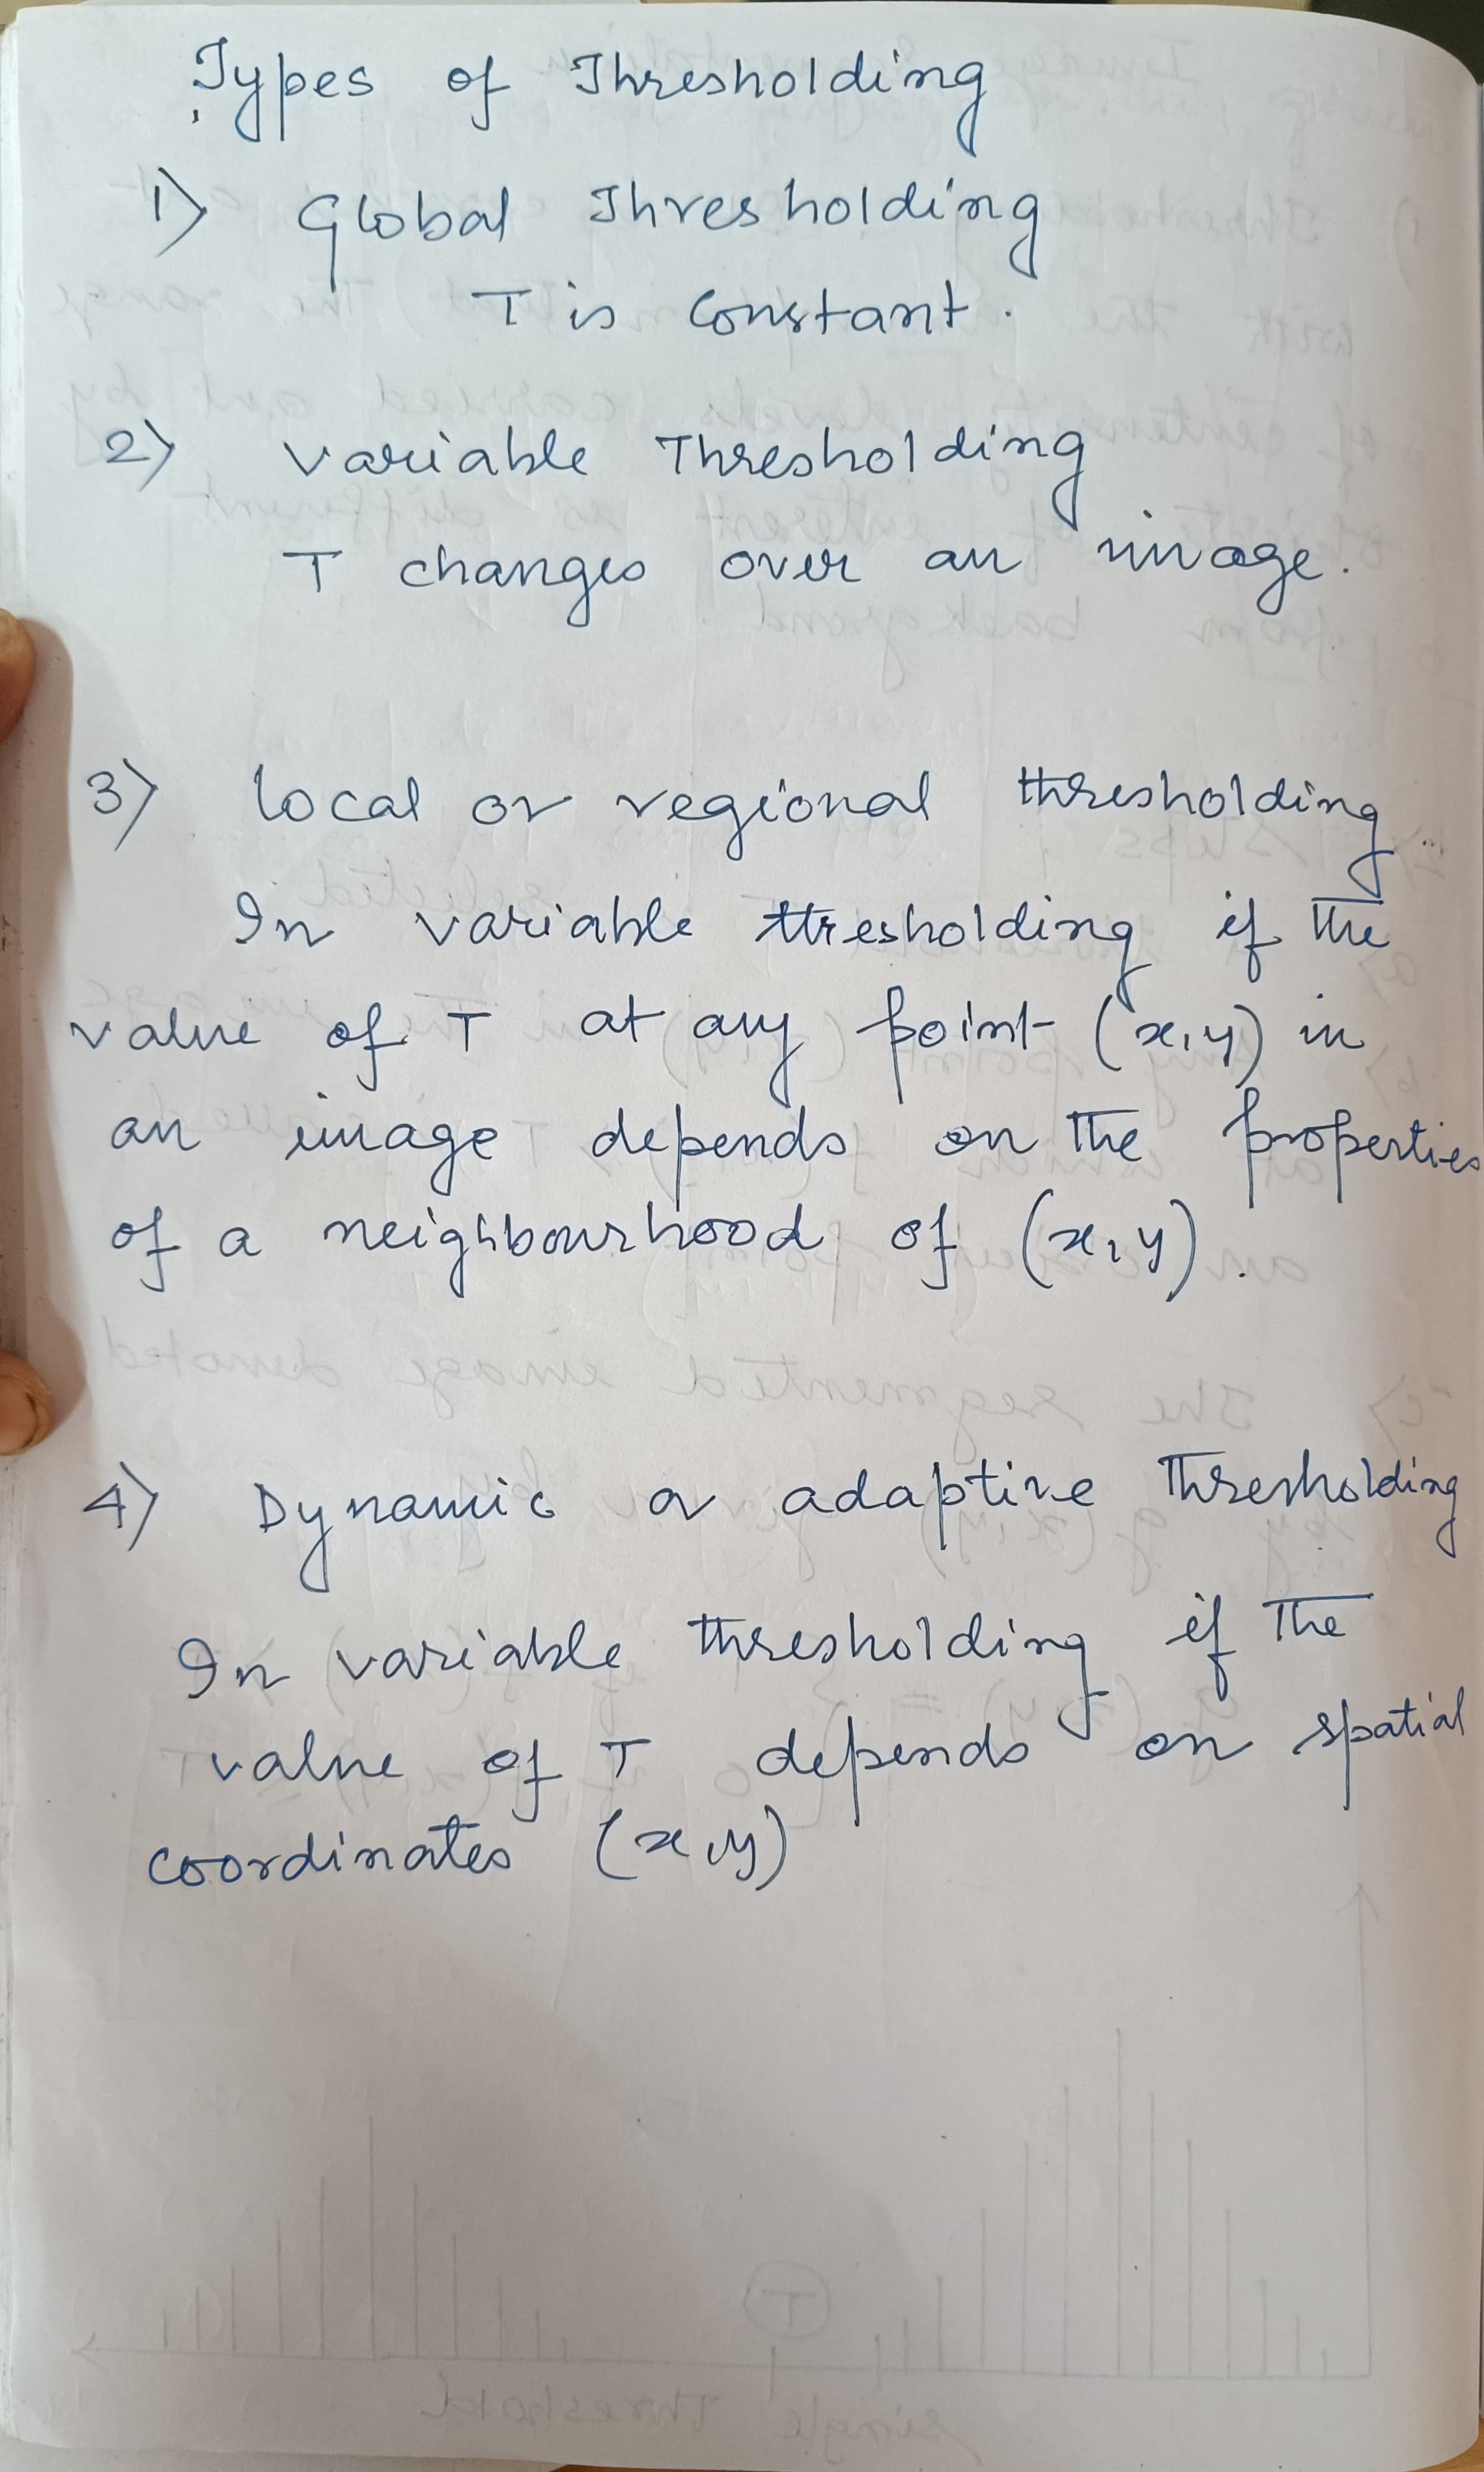 Types of Thresholding
1) Global Thresholding
T is constant.
2) variable Thresholding
T changes over an image.
3) local or regional thresholding
In variable thresholding if the
value of T at any point (x,y) in
an image depends on the properties
of a neighbourhood of (x,y).
4) Dynamic or adaptive thresholding
In variable thresholding if the
value of T depends on spatial
coordinates (x,y)